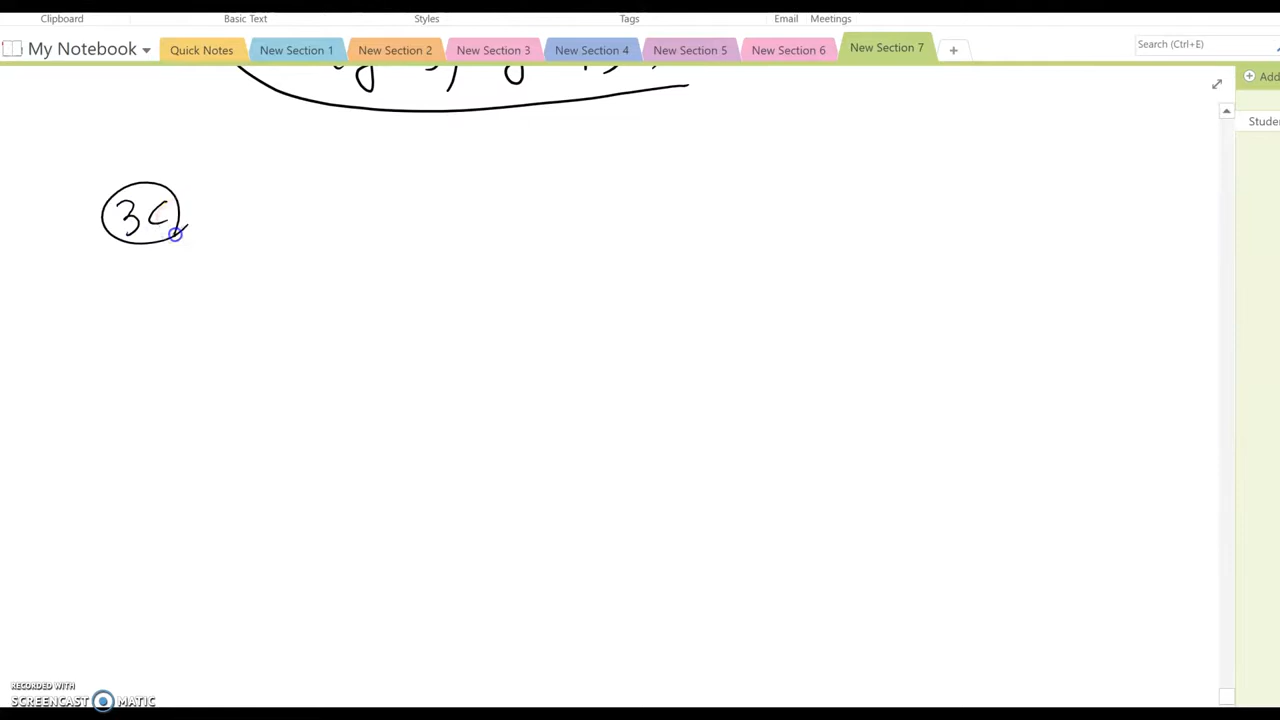 Clipboard Basic Text Styles Tags Email Meetings
My Notebook Quick Notes New Section 1 New Section 2 New Section 3 New Section 4 New Section 5 New Section 6 New Section 7 + Search (Ctrl+E)
Add
Studen
3c
RECORDED WITH
SCREENCAST MATIC